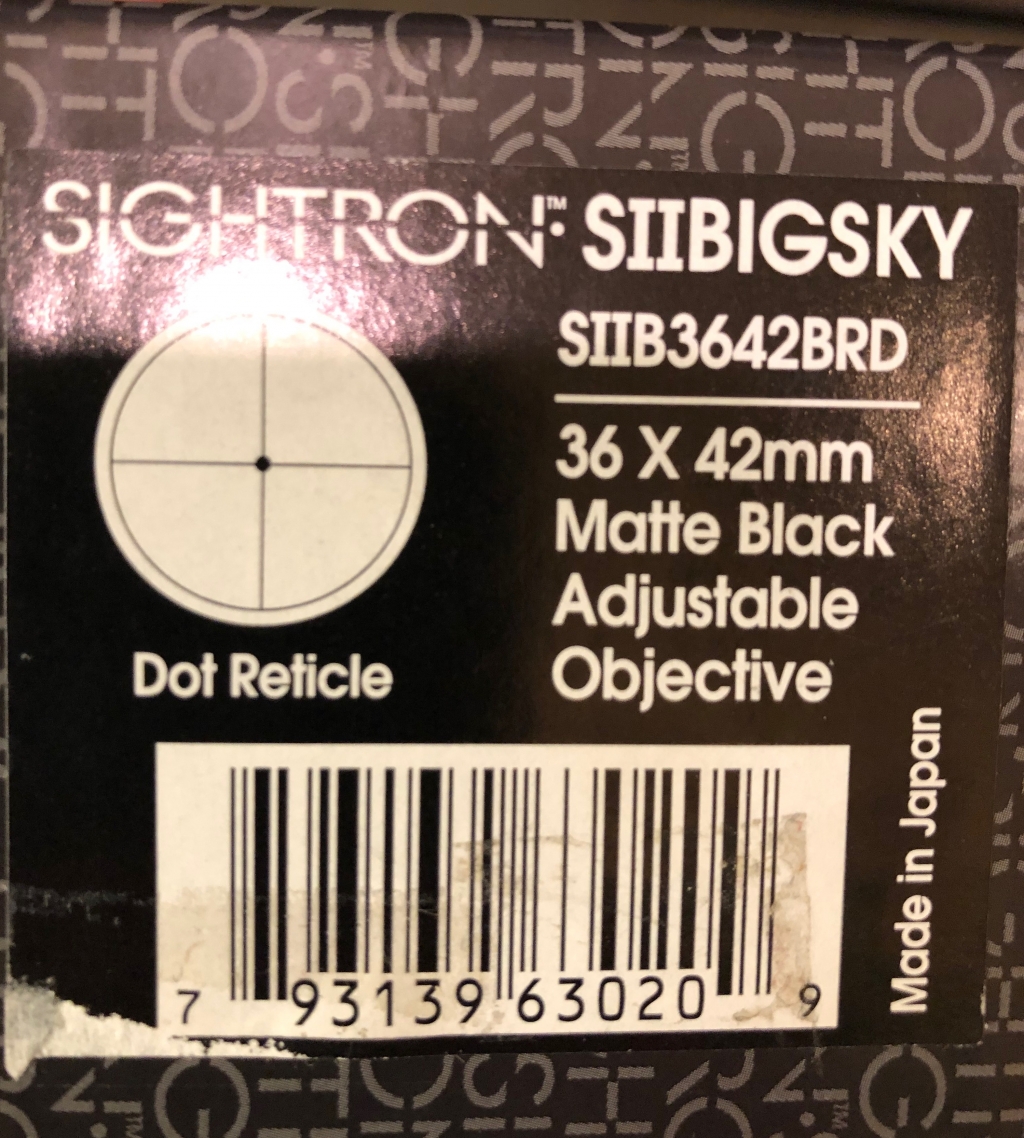 SIGHTRON™ SIIBIGSKY
SIIB3642BRD
36 X 42mm
Matte Black
Adjustable
Objective
Dot Reticle
Made in Japan
7 93139 63020 9